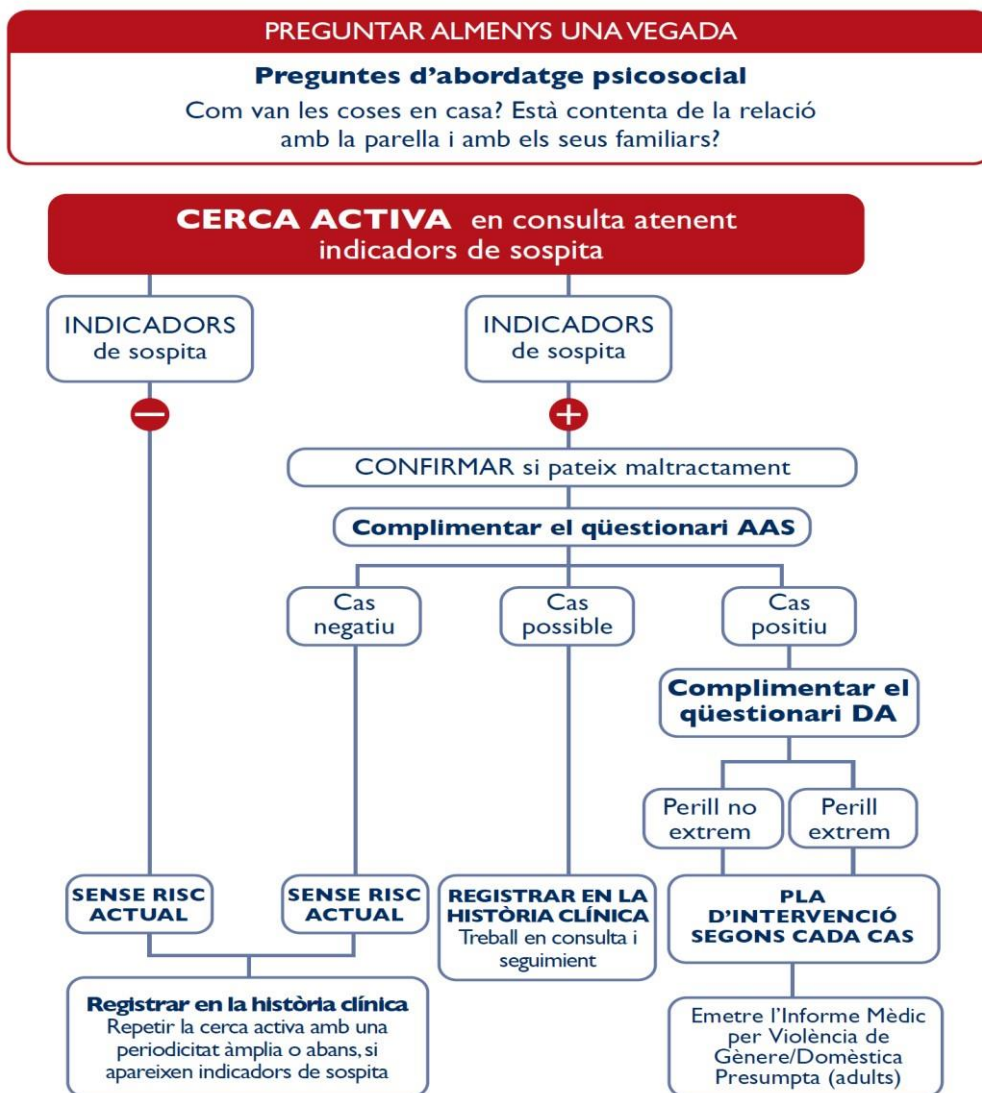 PREGUNTAR ALMENYS UNA VEGADA
Preguntes d'abordatge psicosocial
Com van les coses en casa? Està contenta de la relació
amb la parella i amb els seus familiars?
CERCA ACTIVA en consulta atenent
indicadors de sospita
INDICADORS
de sospita
INDICADORS
de sospita
−
+
CONFIRMAR si pateix maltractament
Complimentar el qüestionari AAS
Cas
negatiu
Cas
possible
Cas
positiu
Complimentar el
qüestionari DA
Perill no
extrem
Perill
extrem
SENSE RISC
ACTUAL
SENSE RISC
ACTUAL
REGISTRAR EN LA
HISTÒRIA CLÍNICA
Treball en consulta i
seguimient
PLA
D'INTERVENCIÓ
SEGONS CADA CAS
Registrar en la història clínica
Repetir la cerca activa amb una
periodicitat àmplia o abans, si
apareixen indicadors de sospita
Emetre l'Informe Mèdic
per Violència de
Gènere/Domèstica
Presumpta (adults)